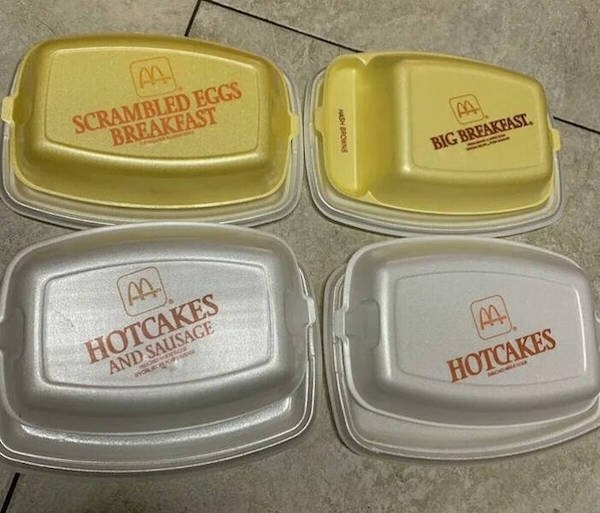 SCRAMBLED EGGS
BREAKFAST
HASH BROWNS
BIG BREAKFAST®
HOTCAKES
AND SAUSAGE
HOTCAKES